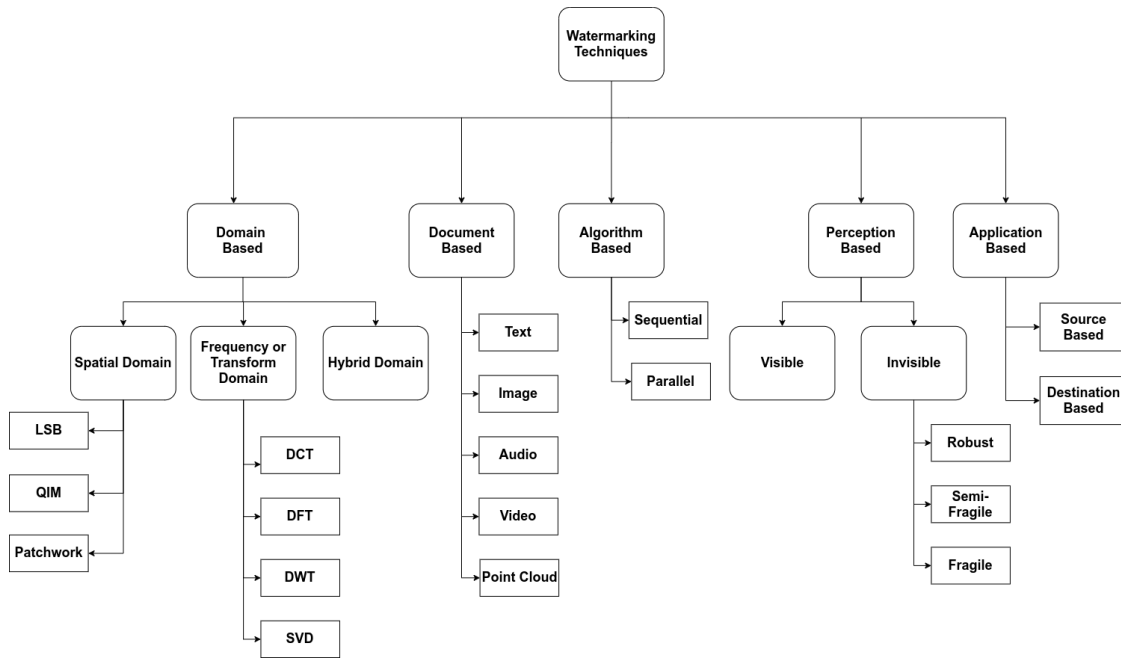 Watermarking
Techniques
Domain
Based
Document
Based
Algorithm
Based
Perception
Based
Application
Based
Spatial Domain
Frequency or
Transform
Domain
Hybrid Domain
LSB
QIM
Patchwork
DCT
DFT
DWT
SVD
Text
Image
Audio
Video
Point Cloud
Sequential
Parallel
Visible
Invisible
Robust
Semi-
Fragile
Fragile
Source
Based
Destination
Based